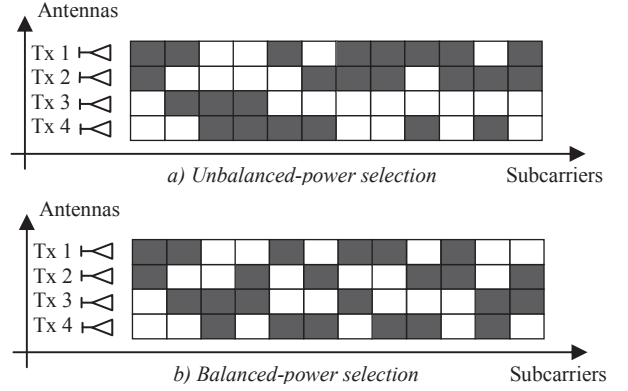 Antennas
Tx 1
Tx 2
Tx 3
Tx 4
a) Unbalanced-power selection Subcarriers
Antennas
Tx 1
Tx 2
Tx 3
Tx 4
b) Balanced-power selection Subcarriers